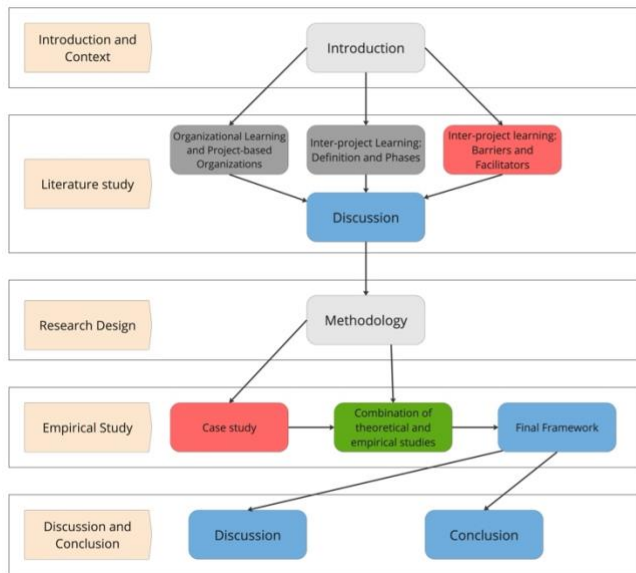 Introduction and
Context
Introduction
Literature study
Organizational Learning
and Project-based
Organizations
Inter-project Learning:
Definition and Phases
Inter-project learning:
Barriers and
Facilitators
Discussion
Research Design
Methodology
Empirical Study
Case study
Combination of
theoretical and
empirical studies
Final Framework
Discussion and
Conclusion
Discussion
Conclusion